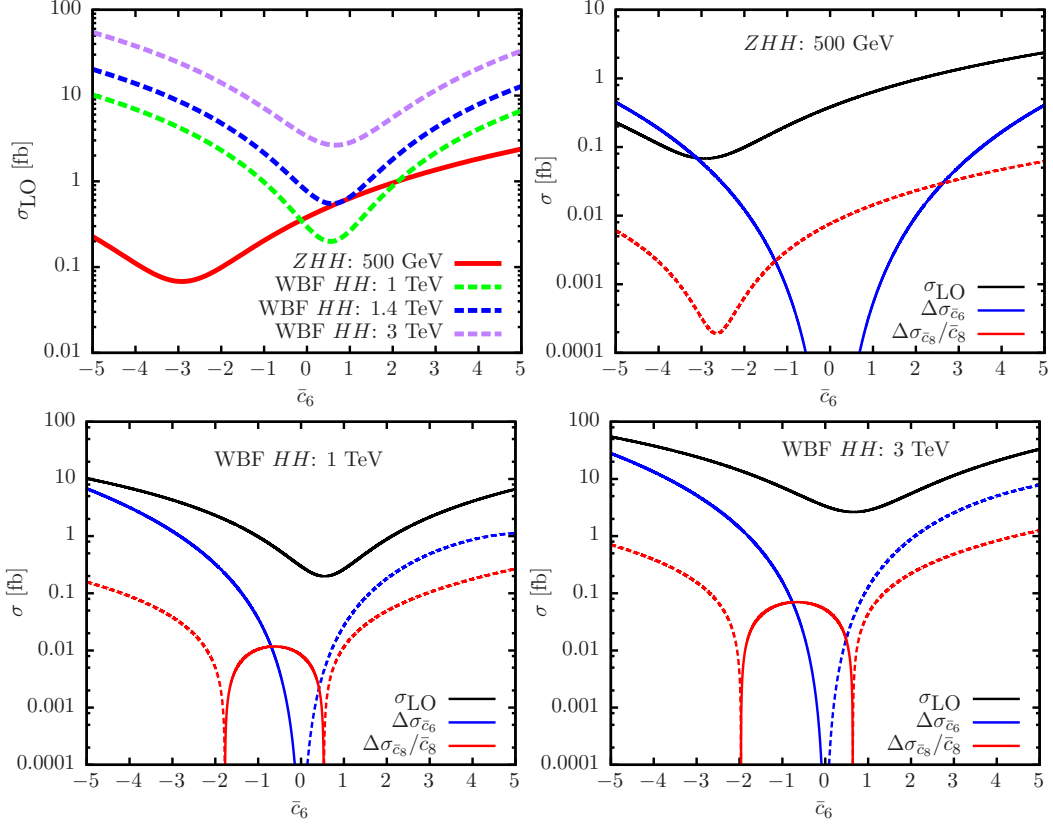 100
10
1
0.1
0.01
σLO [fb]
−5 −4 −3 −2 −1 0 1 2 3 4 5
c̄6
ZHH: 500 GeV
WBF HH: 1 TeV
WBF HH: 1.4 TeV
WBF HH: 3 TeV
10
1
0.1
0.01
0.001
0.0001
σ [fb]
−5 −4 −3 −2 −1 0 1 2 3 4 5
c̄6
ZHH: 500 GeV
σLO
Δσc̄6
Δσc̄8/c̄8
100
10
1
0.1
0.01
0.001
0.0001
σ [fb]
−5 −4 −3 −2 −1 0 1 2 3 4 5
c̄6
WBF HH: 1 TeV
σLO
Δσc̄6
Δσc̄8/c̄8
100
10
1
0.1
0.01
0.001
0.0001
σ [fb]
−5 −4 −3 −2 −1 0 1 2 3 4 5
c̄6
WBF HH: 3 TeV
σLO
Δσc̄6
Δσc̄8/c̄8